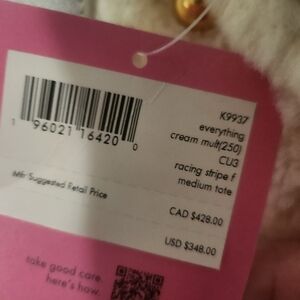 K9937
everything
cream mult(250)
CU3
racing stripe f
medium tote
1 96021 16420 0
Mfr Suggested Retail Price
CAD $428.00
USD $348.00
take good care.
here's how.